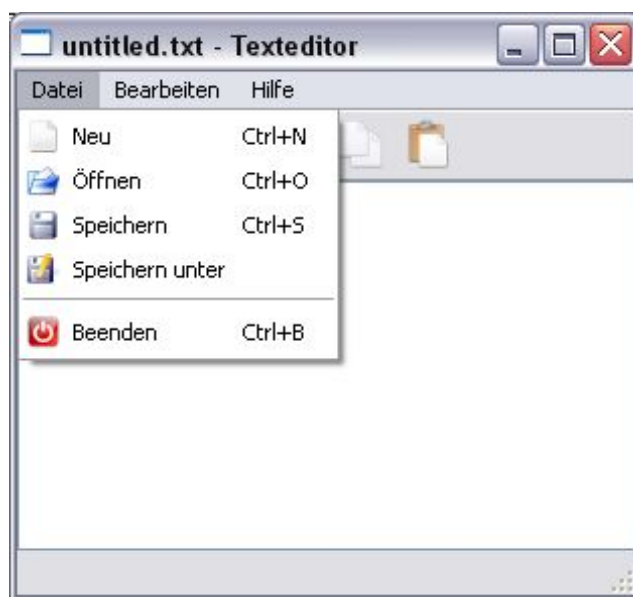 untitled.txt - Texteditor
Datei Bearbeiten Hilfe
Neu Ctrl+N
Öffnen Ctrl+O
Speichern Ctrl+S
Speichern unter
Beenden Ctrl+B